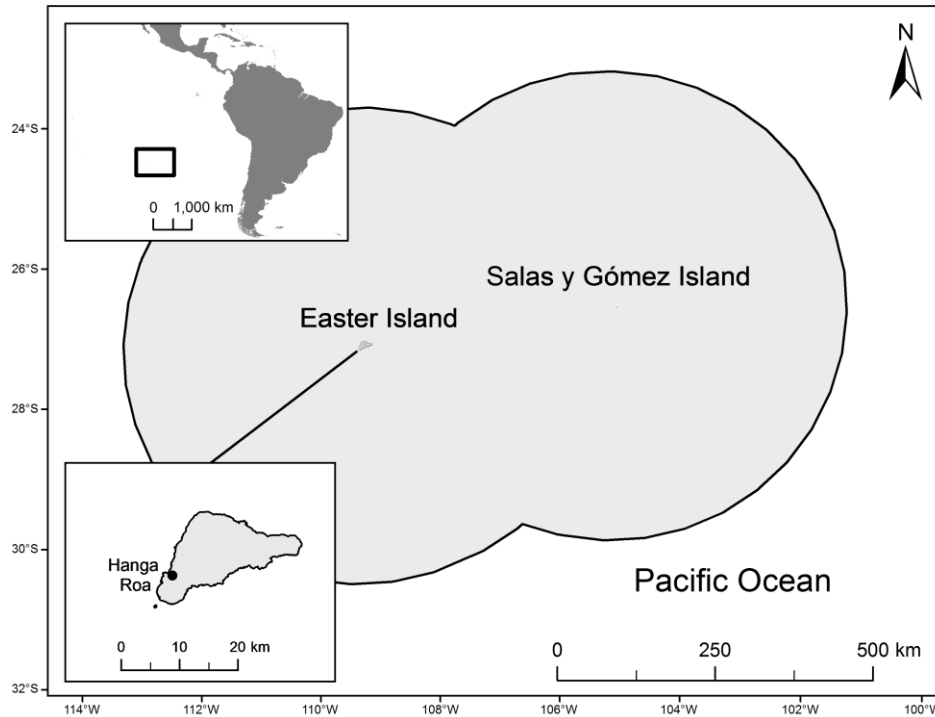 N
24°S
26°S
28°S
30°S
32°S
0 1,000 km
Salas y Gómez Island
Easter Island
Hanga
Roa
0 10 20 km
Pacific Ocean
0 250 500 km
114°W 112°W 110°W 108°W 106°W 104°W 102°W 100°W